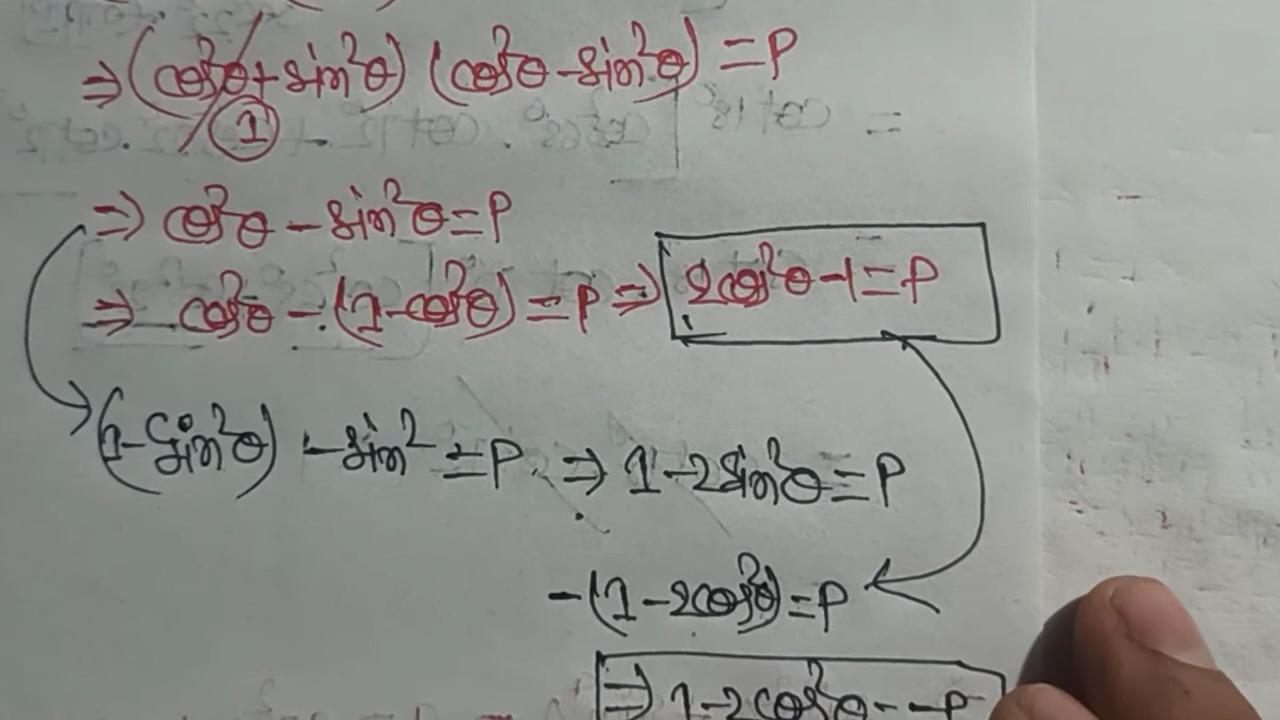 ⇒ (cos²θ + sin²θ) (cos²θ - sin²θ) = P
1
⇒ cos²θ - sin²θ = P
⇒ cos²θ - (1 - cos²θ) = P ⇒ 2cos²θ - 1 = P
(1 - sin²θ) - sin² = P ⇒ 1 - 2sin²θ = P
-(1 - 2cos²θ) = P
⇒ 1 - 2cos²θ = -P